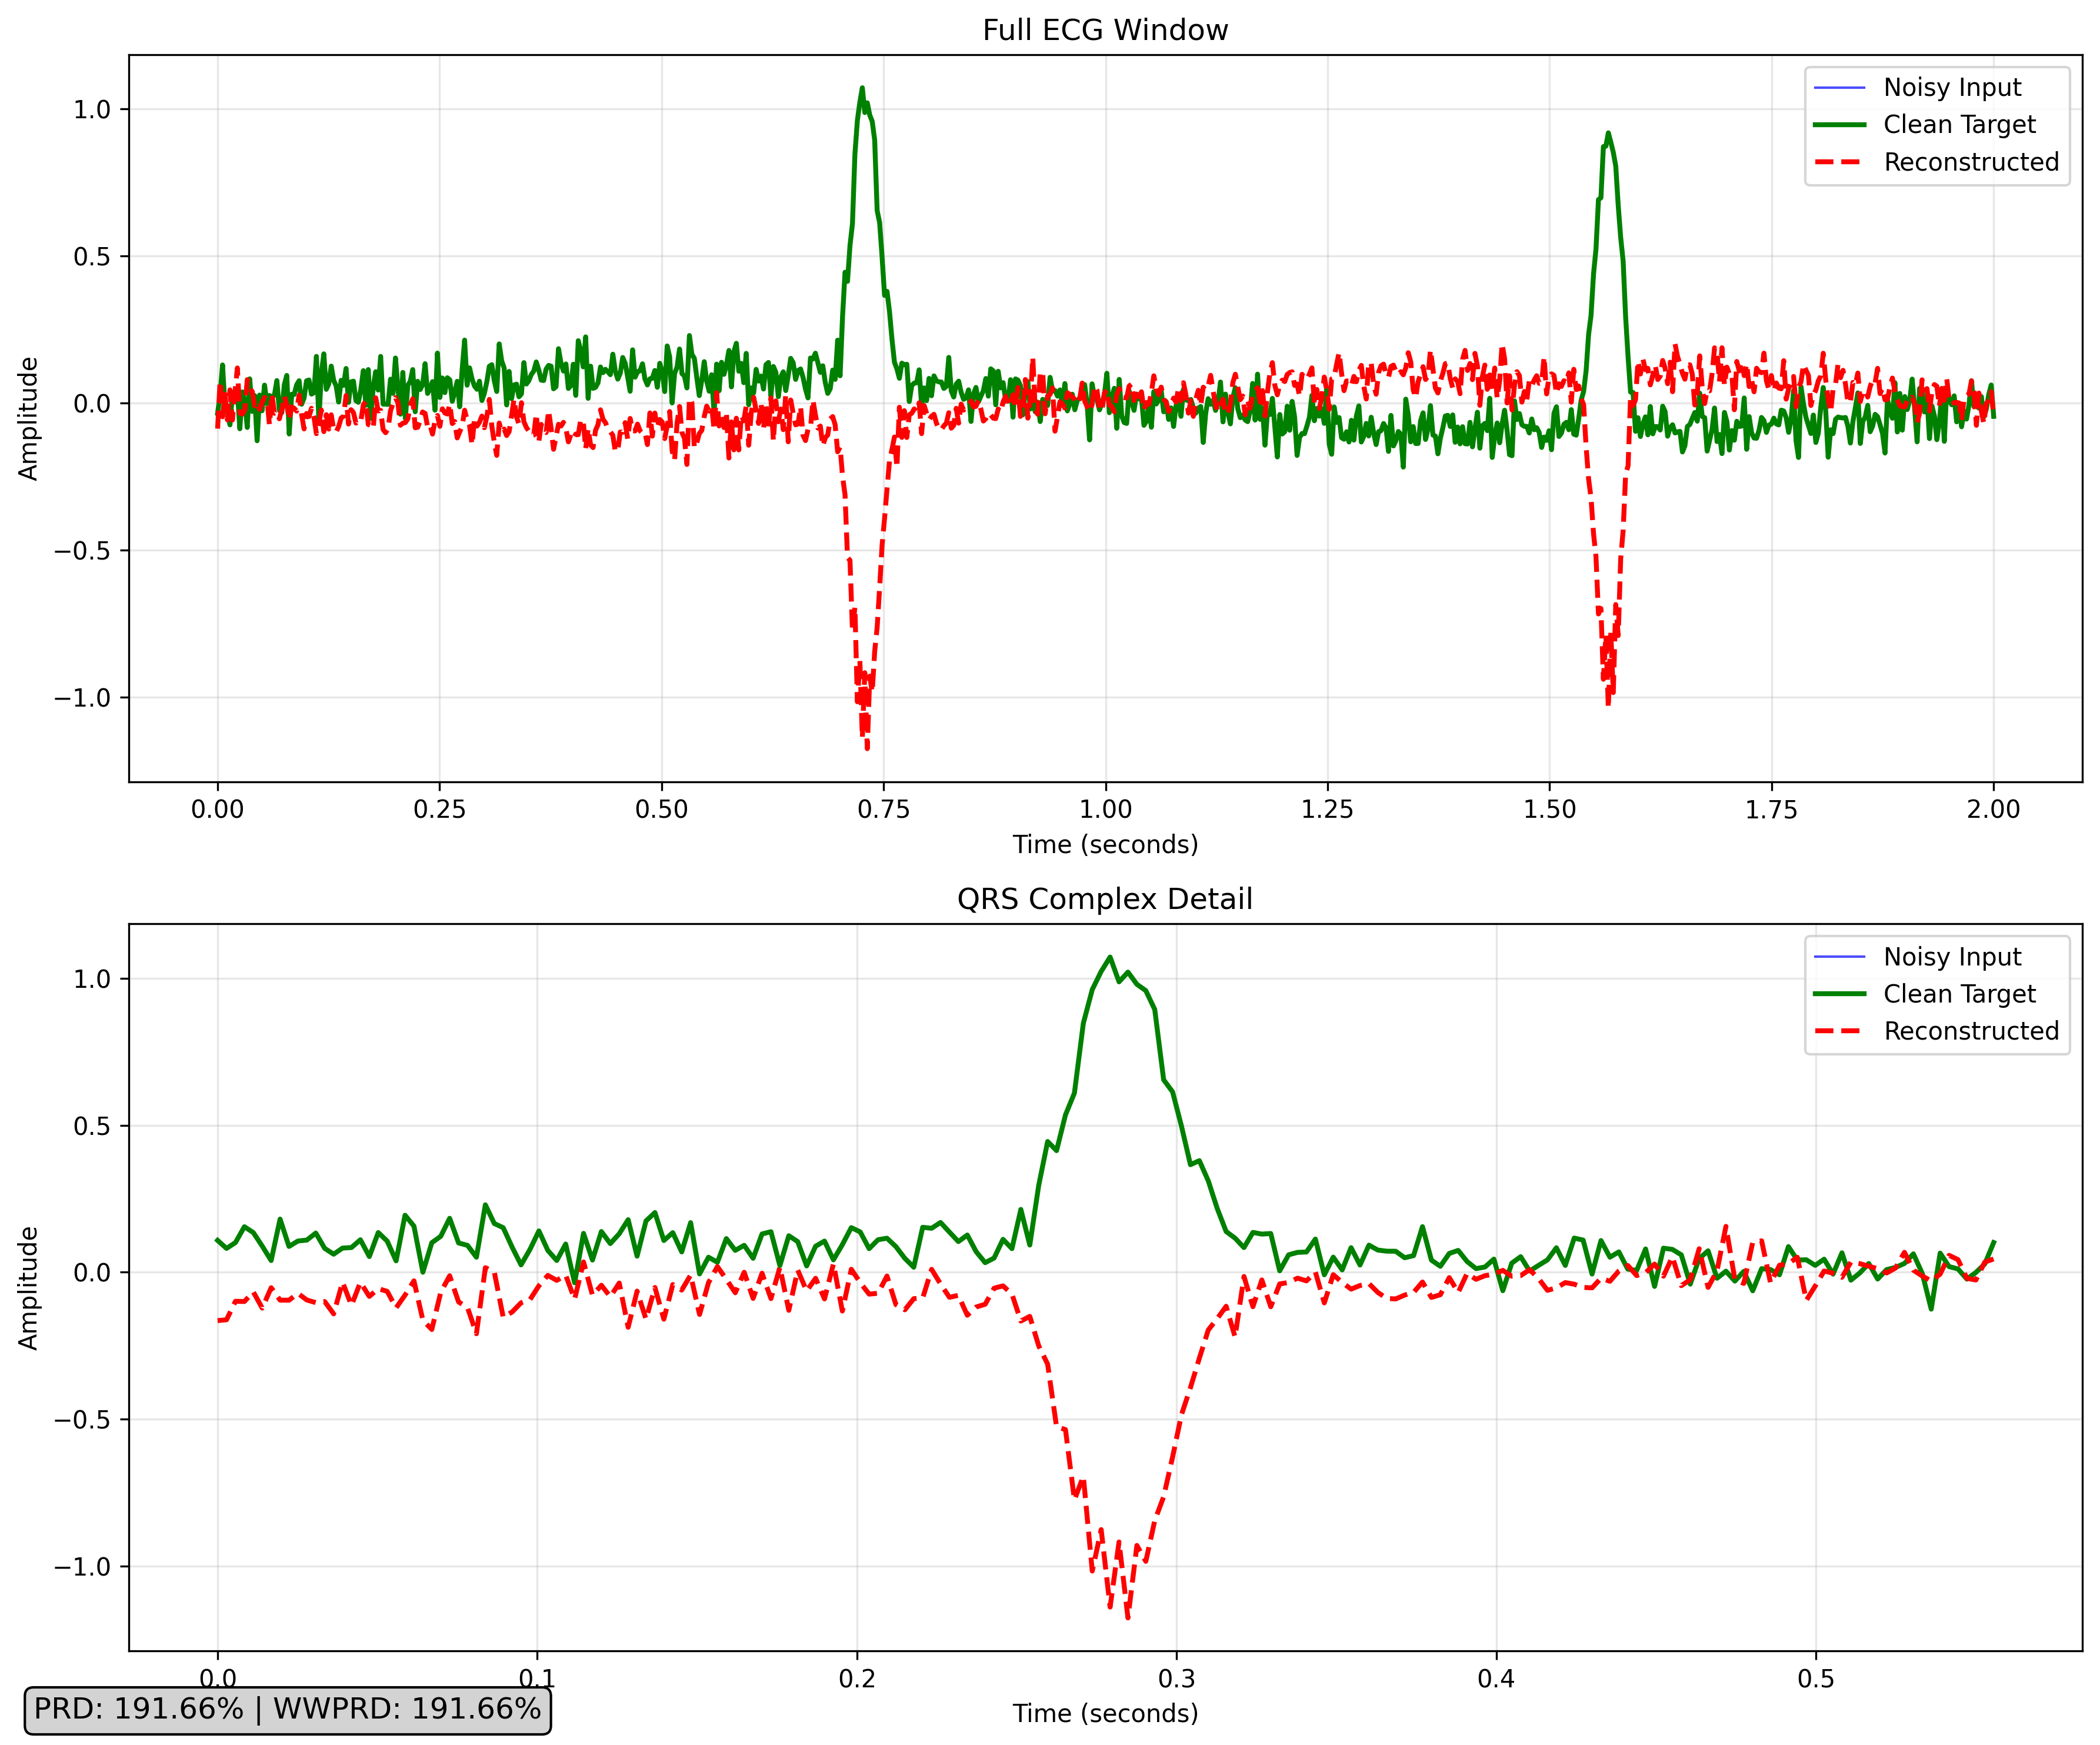 Full ECG Window
Noisy Input
Clean Target
Reconstructed
Amplitude
1.0
0.5
0.0
−0.5
−1.0
0.00 0.25 0.50 0.75 1.00 1.25 1.50 1.75 2.00
Time (seconds)
QRS Complex Detail
Noisy Input
Clean Target
Reconstructed
Amplitude
1.0
0.5
0.0
−0.5
−1.0
0.0 0.1 0.2 0.3 0.4 0.5
Time (seconds)
PRD: 191.66% | WWPRD: 191.66%